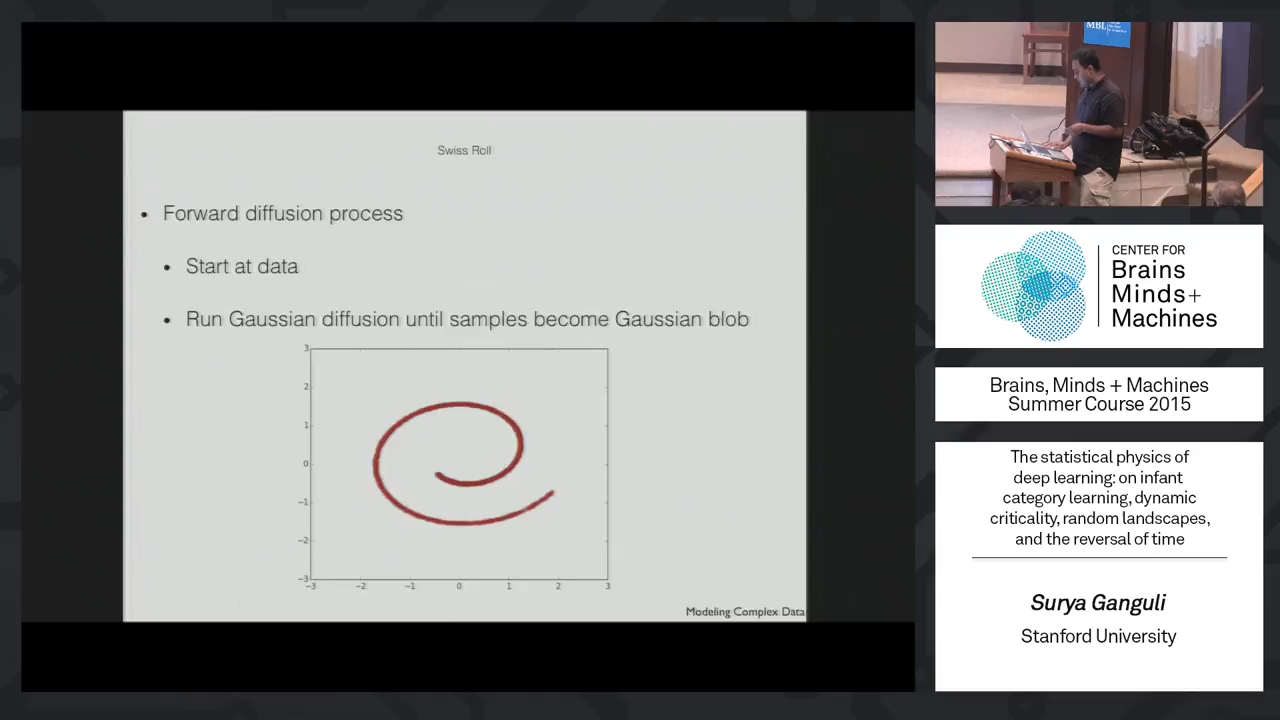 Swiss Roll
• Forward diffusion process
• Start at data
• Run Gaussian diffusion until samples become Gaussian blob
3
2
1
0
−1
−2
−3
−3 −2 −1 0 1 2 3
Modeling Complex Data
MBL
CENTER FOR
Brains
Minds+
Machines
Brains, Minds + Machines
Summer Course 2015
The statistical physics of
deep learning: on infant
category learning, dynamic
criticality, random landscapes,
and the reversal of time
Surya Ganguli
Stanford University